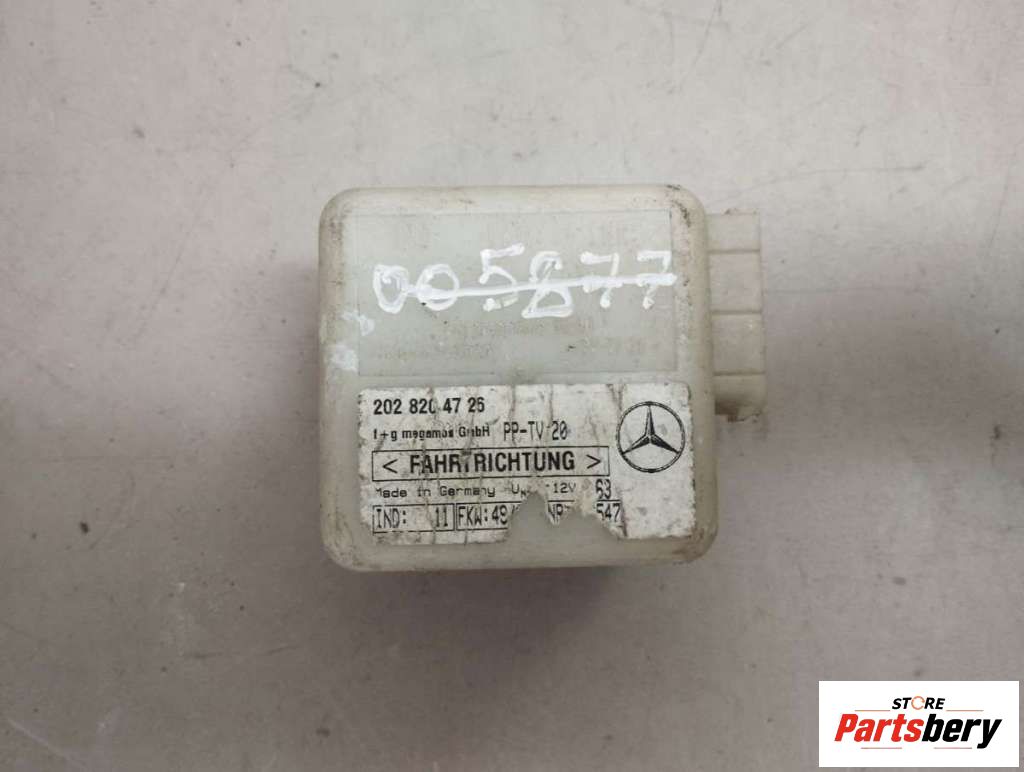 005877
202 820 47 26
f+g megamos GmbH PP-TV 20
< FAHRTRICHTUNG >
Made in Germany 12V 63
IND: 11 FKW:49/ 547
STORE
Partsbery